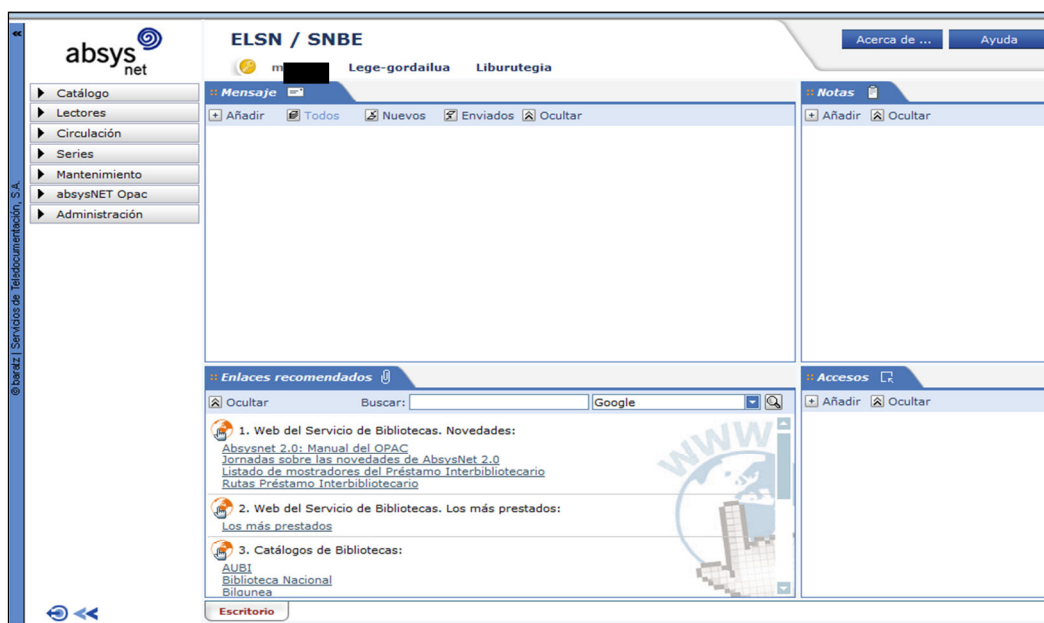 absys
net
Catálogo
Lectores
Circulación
Series
Mantenimiento
absysNET Opac
Administración
© baratz | Servicios de Teledocumentación, S.A.
ELSN / SNBE
m Lege-gordailua Liburutegia
Acerca de ... Ayuda
Mensaje
Añadir Todos Nuevos Enviados Ocultar
Notas
Añadir Ocultar
Enlaces recomendados
Ocultar Buscar: Google
1. Web del Servicio de Bibliotecas. Novedades:
Absysnet 2.0: Manual del OPAC
Jornadas sobre las novedades de AbsysNet 2.0
Listado de mostradores del Préstamo Interbibliotecario
Rutas Préstamo Interbibliotecario
2. Web del Servicio de Bibliotecas. Los más prestados:
Los más prestados
3. Catálogos de Bibliotecas:
AUBI
Biblioteca Nacional
Bilgunea
WWW
Accesos
Añadir Ocultar
Escritorio